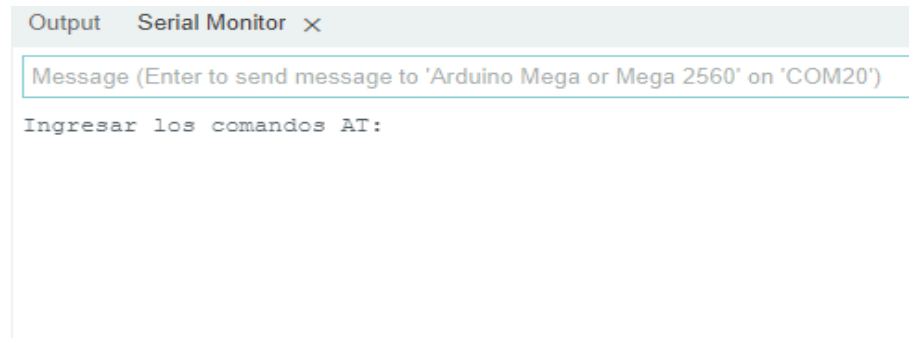 Output Serial Monitor ×
Message (Enter to send message to 'Arduino Mega or Mega 2560' on 'COM20')
Ingresar los comandos AT: